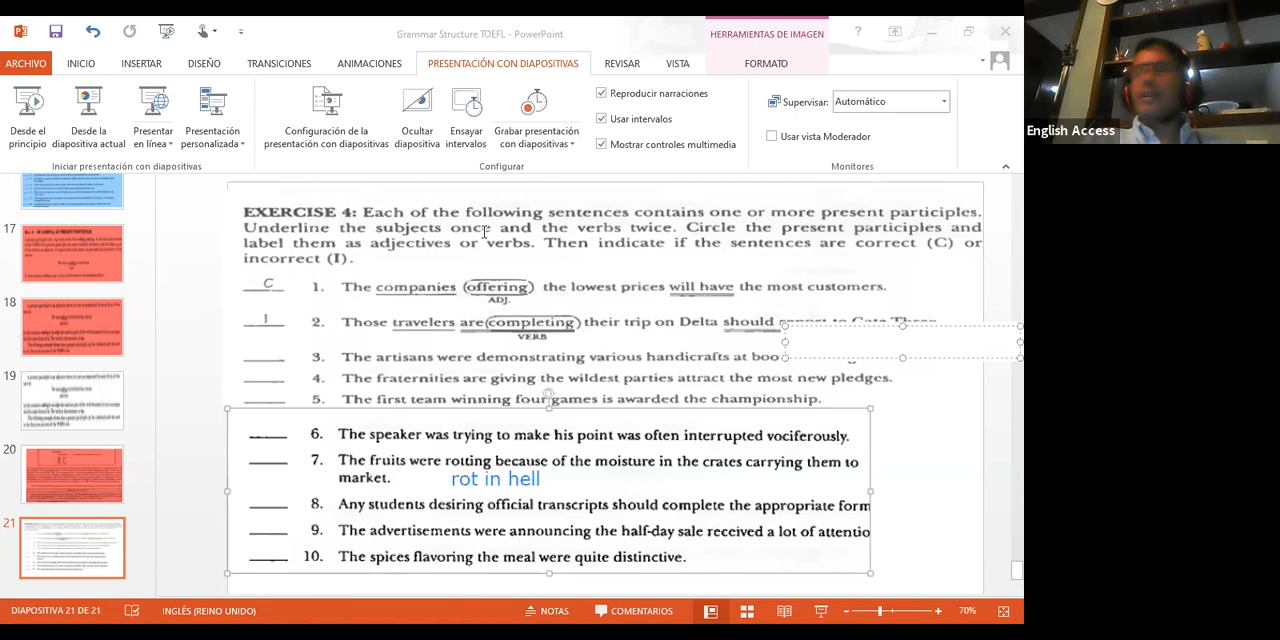 Grammar Structure TOEFL - PowerPoint
HERRAMIENTAS DE IMAGEN
ARCHIVO INICIO INSERTAR DISEÑO TRANSICIONES ANIMACIONES PRESENTACIÓN CON DIAPOSITIVAS REVISAR VISTA FORMATO
Desde el principio
Desde la diapositiva actual
Presentar en línea
Presentación personalizada
Iniciar presentación con diapositivas
Configuración de la presentación con diapositivas
Ocultar diapositiva
Ensayar intervalos
Grabar presentación con diapositivas
Reproducir narraciones
Usar intervalos
Mostrar controles multimedia
Configurar
Supervisar: Automático
Usar vista Moderador
Monitores
English Access
17
18
19
20
21
EXERCISE 4: Each of the following sentences contains one or more present participles.
Underline the subjects once and the verbs twice. Circle the present participles and
label them as adjectives or verbs. Then indicate if the sentences are correct (C) or
incorrect (I).
C 1. The companies offering the lowest prices will have the most customers.
ADJ.
I 2. Those travelers are completing their trip on Delta should
VERB
3. The artisans were demonstrating various handicrafts at boo
4. The fraternities are giving the wildest parties attract the most new pledges.
5. The first team winning four games is awarded the championship.
6. The speaker was trying to make his point was often interrupted vociferously.
7. The fruits were rotting because of the moisture in the crates carrying them to
market.
rot in hell
8. Any students desiring official transcripts should complete the appropriate form
9. The advertisements were announcing the half-day sale received a lot of attentio
10. The spices flavoring the meal were quite distinctive.
DIAPOSITIVA 21 DE 21 INGLÉS (REINO UNIDO) NOTAS COMENTARIOS 70%